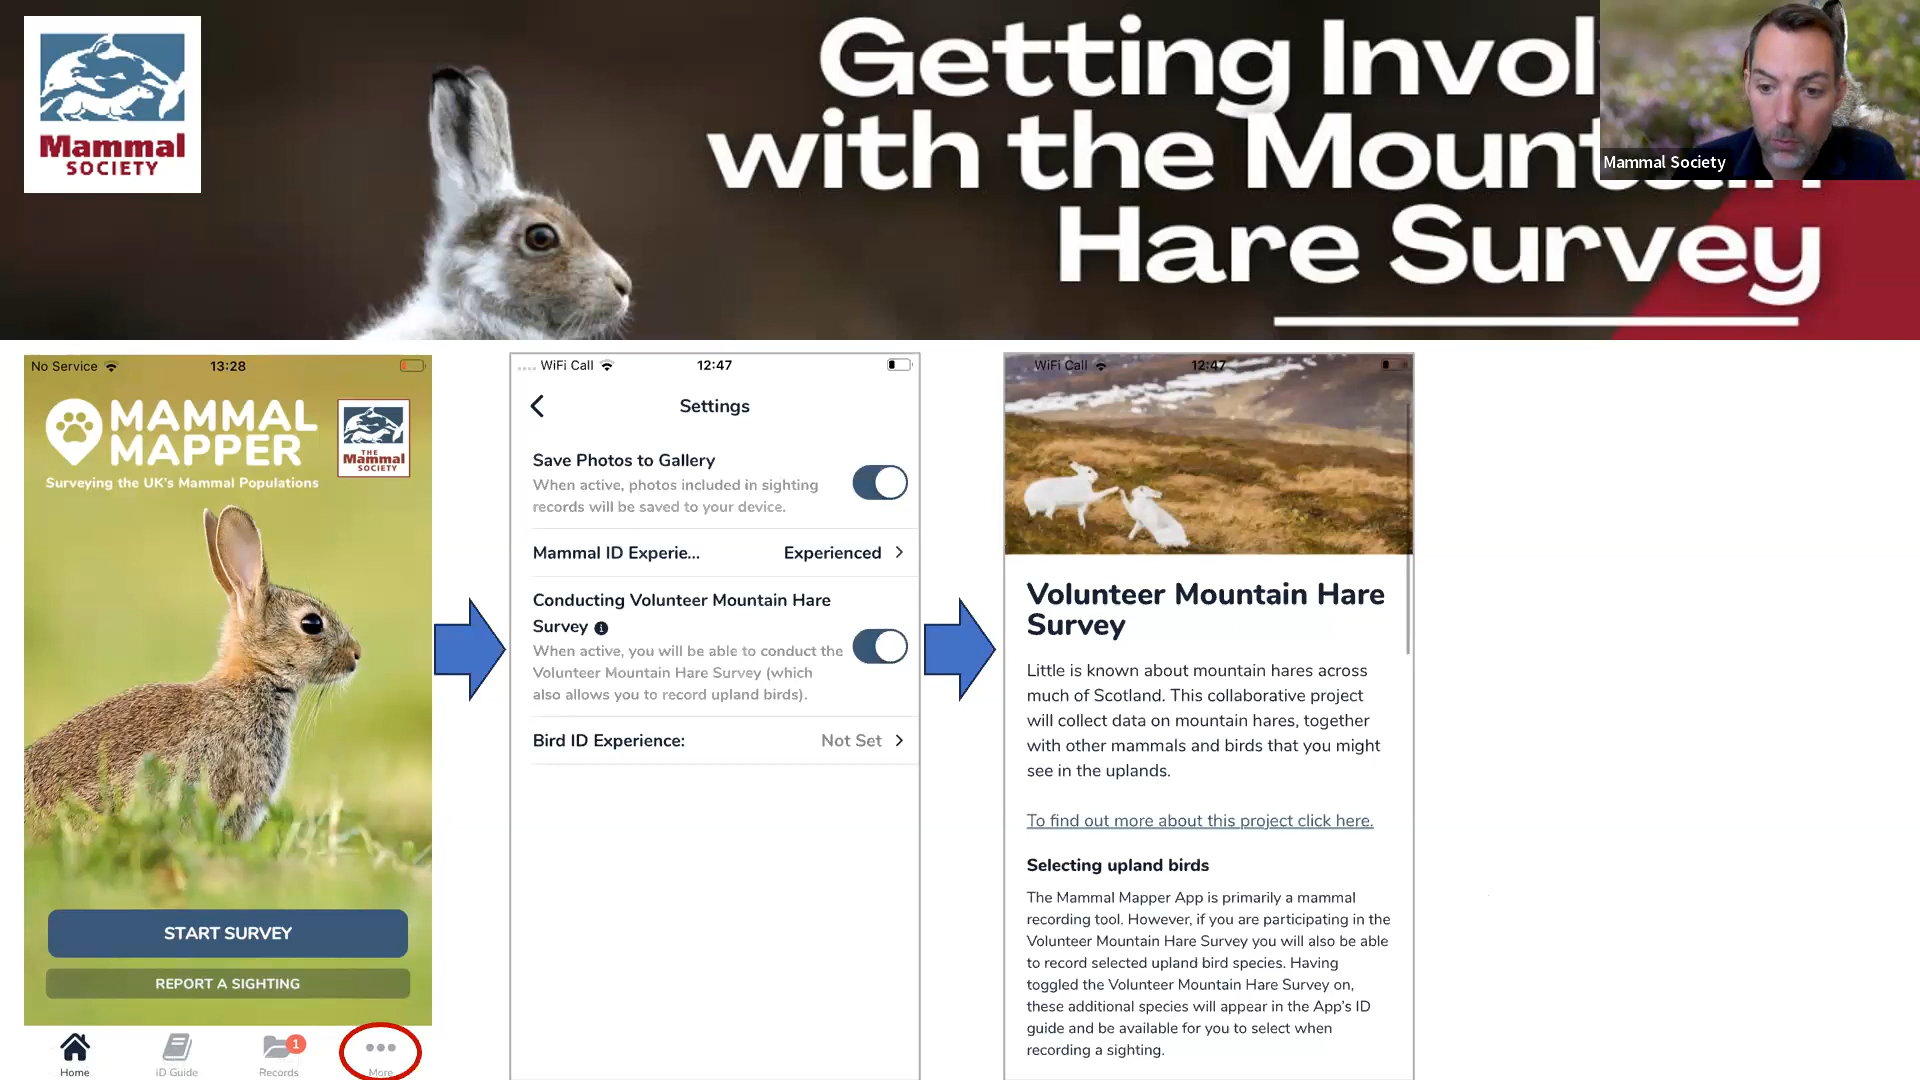 Mammal
SOCIETY
Getting Invol
with the Mountain
Hare Survey
Mammal Society
No Service
13:28
MAMMAL
MAPPER
THE
Mammal
SOCIETY
Surveying the UK's Mammal Populations
START SURVEY
REPORT A SIGHTING
Home
iD Guide
Records
1
More
WiFi Call
12:47
Settings
Save Photos to Gallery
When active, photos included in sighting
records will be saved to your device.
Mammal ID Experie...
Experienced
Conducting Volunteer Mountain Hare
Survey
When active, you will be able to conduct the
Volunteer Mountain Hare Survey (which
also allows you to record upland birds).
Bird ID Experience:
Not Set
WiFi Call
12:47
Volunteer Mountain Hare
Survey
Little is known about mountain hares across
much of Scotland. This collaborative project
will collect data on mountain hares, together
with other mammals and birds that you might
see in the uplands.
To find out more about this project click here.
Selecting upland birds
The Mammal Mapper App is primarily a mammal
recording tool. However, if you are participating in the
Volunteer Mountain Hare Survey you will also be able
to record selected upland bird species. Having
toggled the Volunteer Mountain Hare Survey on,
these additional species will appear in the App's ID
guide and be available for you to select when
recording a sighting.